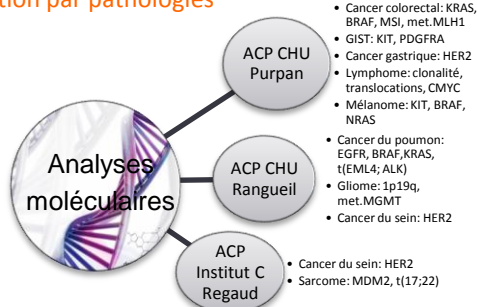 tion par pathologies
ACP CHU
Purpan
• Cancer colorectal: KRAS,
BRAF, MSI, met.MLH1
• GIST: KIT, PDGFRA
• Cancer gastrique: HER2
• Lymphome: clonalité,
translocations, CMYC
• Mélanome: KIT, BRAF,
NRAS
Analyses
moléculaires
ACP CHU
Rangueil
• Cancer du poumon:
EGFR, BRAF,KRAS,
t(EML4; ALK)
• Gliome: 1p19q,
met.MGMT
• Cancer du sein: HER2
ACP
Institut C
Regaud
• Cancer du sein: HER2
• Sarcome: MDM2, t(17;22)